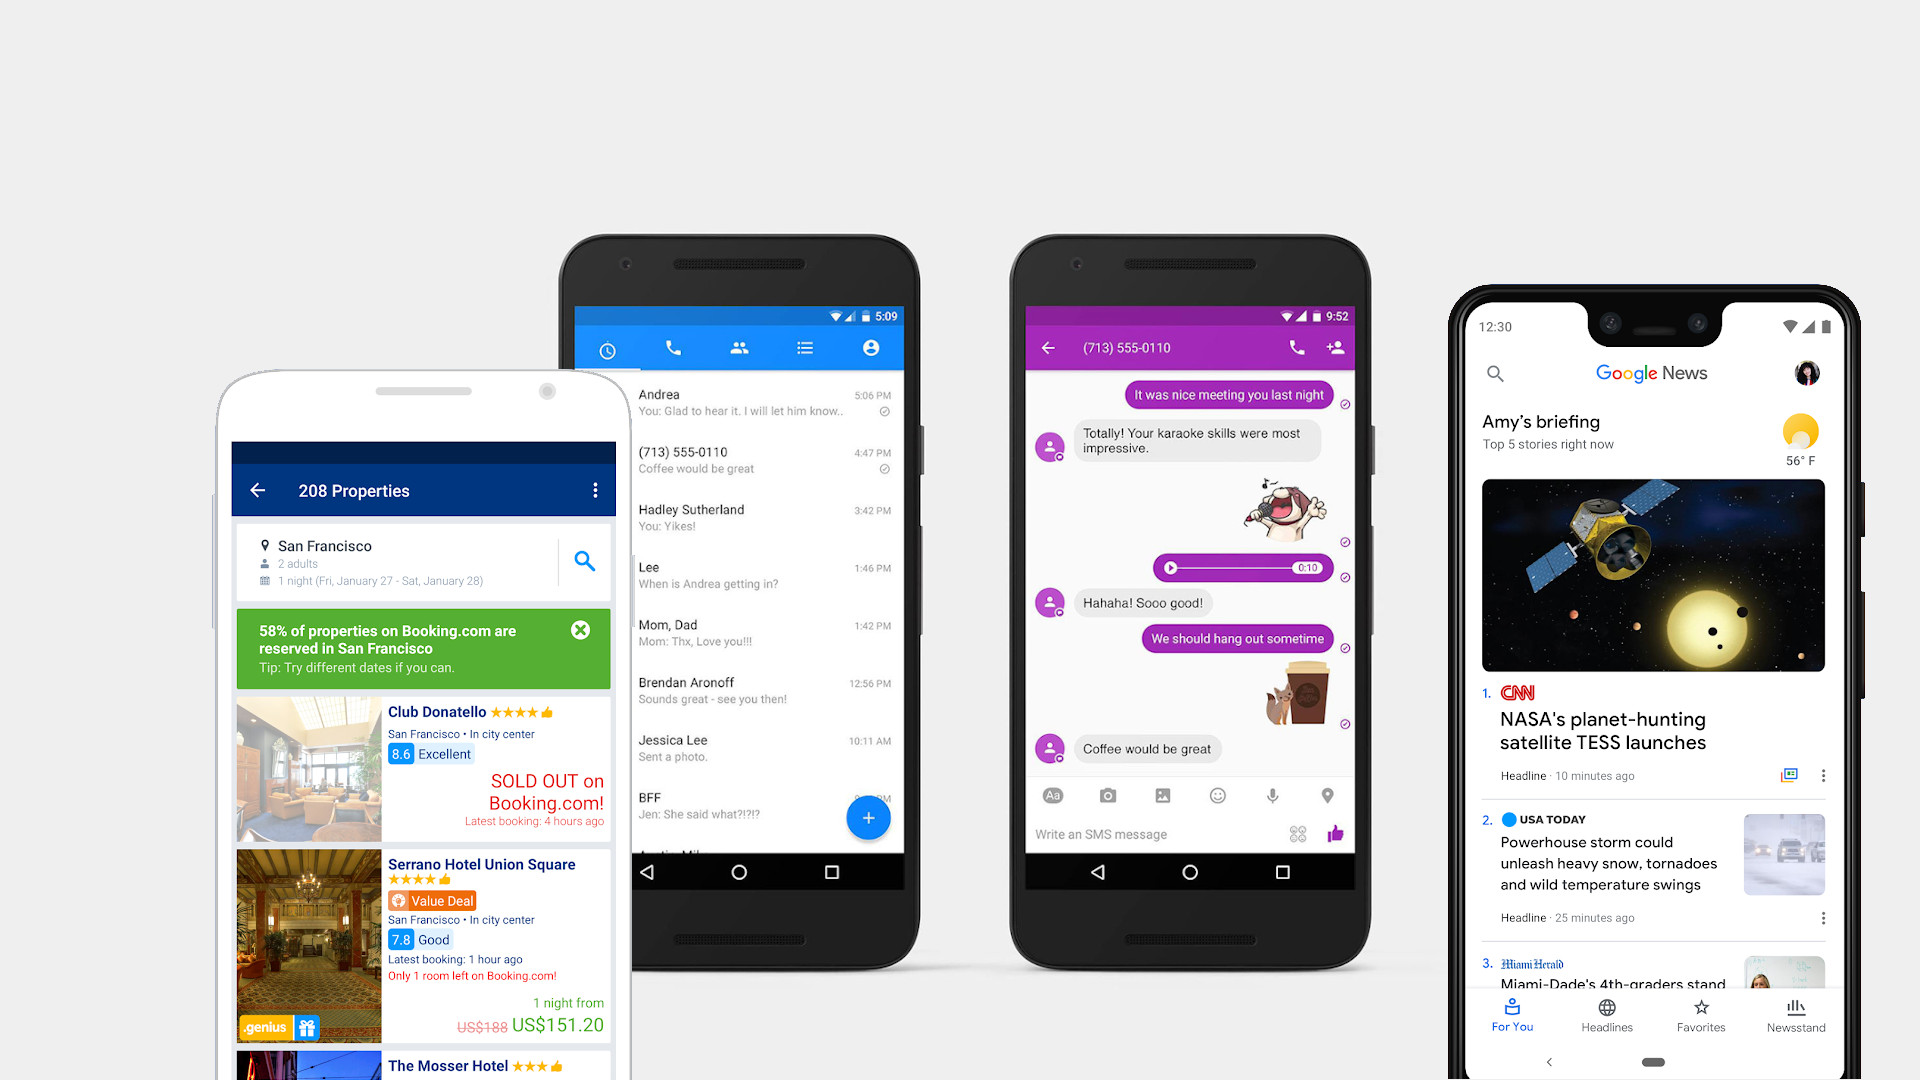 208 Properties
San Francisco
2 adults
1 night (Fri, January 27 - Sat, January 28)
58% of properties on Booking.com are
reserved in San Francisco
Tip: Try different dates if you can.
Club Donatello
San Francisco • In city center
8.6 Excellent
SOLD OUT on
Booking.com!
Latest booking: 4 hours ago
Serrano Hotel Union Square
Value Deal
San Francisco • In city center
7.8 Good
Latest booking: 1 hour ago
Only 1 room left on Booking.com!
1 night from
US$188 US$151.20
.genius
The Mosser Hotel
5:09
Andrea 5:06 PM
You: Glad to hear it. I will let him know..
(713) 555-0110 4:47 PM
Coffee would be great
Hadley Sutherland 3:42 PM
You: Yikes!
Lee 1:46 PM
When is Andrea getting in?
Mom, Dad 1:42 PM
Mom: Thx, Love you!!!
Brendan Aronoff 12:56 PM
Sounds great - see you then!
Jessica Lee 10:11 AM
Sent a photo.
BFF
Jen: She said what?!?!?
9:52
(713) 555-0110
It was nice meeting you last night
Totally! Your karaoke skills were most
impressive.
0:10
Hahaha! Sooo good!
We should hang out sometime
Coffee would be great
Aa
Write an SMS message
12:30
Google News
Amy's briefing
Top 5 stories right now
56° F
1. CNN
NASA's planet-hunting
satellite TESS launches
Headline · 10 minutes ago
2. USA TODAY
Powerhouse storm could
unleash heavy snow, tornadoes
and wild temperature swings
Headline · 25 minutes ago
3. Miami Herald
Miami-Dade's 4th-graders stand
For You
Headlines
Favorites
Newsstand